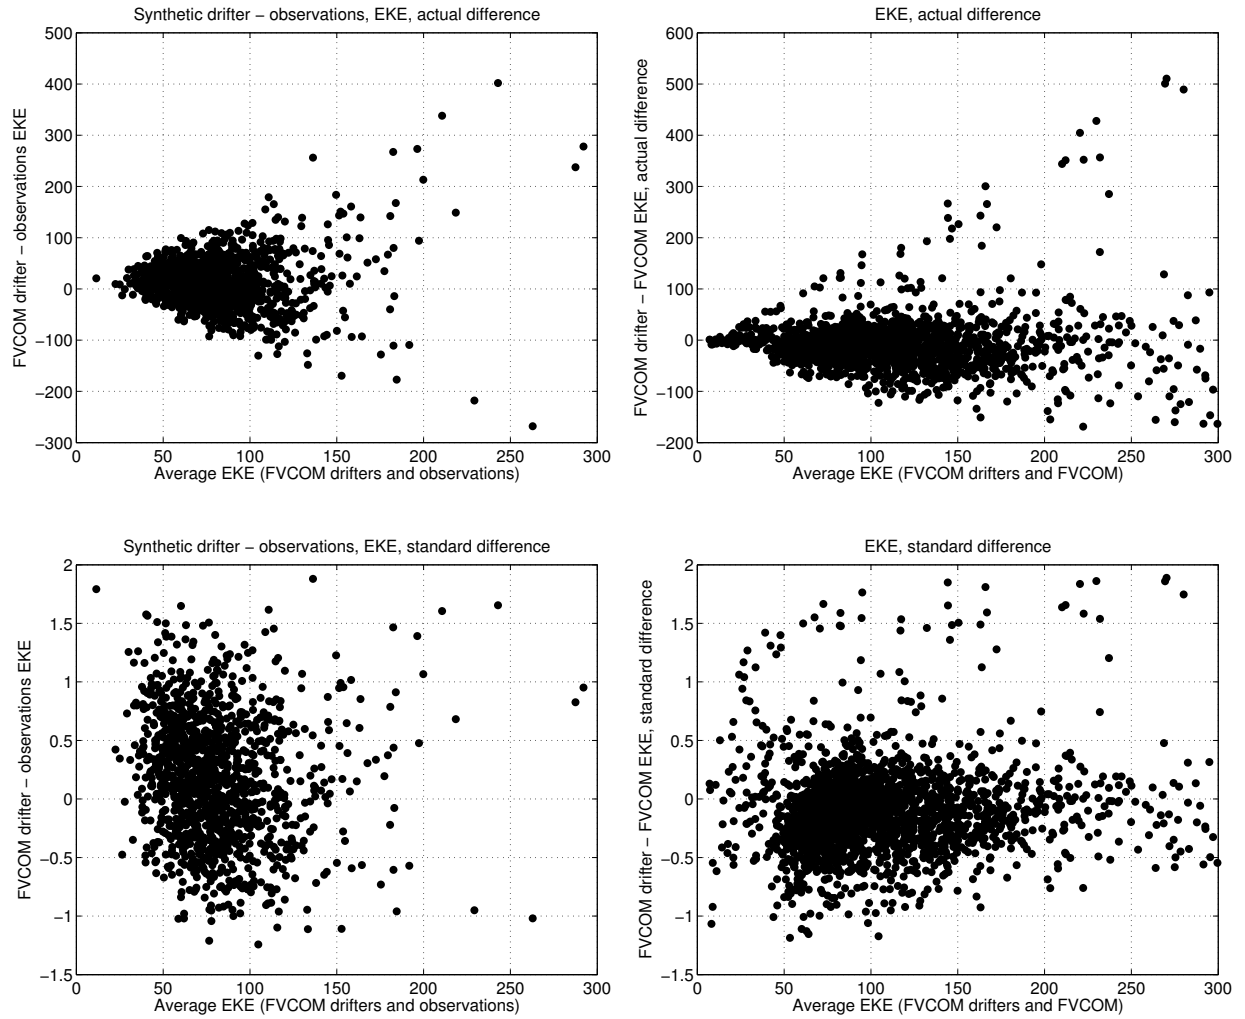 Synthetic drifter − observations, EKE, actual difference
FVCOM drifter − observations EKE
500
400
300
200
100
0
−100
−200
−300
0 50 100 150 200 250 300
Average EKE (FVCOM drifters and observations)
EKE, actual difference
FVCOM drifter − FVCOM EKE, actual difference
600
500
400
300
200
100
0
−100
−200
0 50 100 150 200 250 300
Average EKE (FVCOM drifters and FVCOM)
Synthetic drifter − observations, EKE, standard difference
FVCOM drifter − observations EKE
2
1.5
1
0.5
0
−0.5
−1
−1.5
0 50 100 150 200 250 300
Average EKE (FVCOM drifters and observations)
EKE, standard difference
FVCOM drifter − FVCOM EKE, standard difference
2
1.5
1
0.5
0
−0.5
−1
−1.5
0 50 100 150 200 250 300
Average EKE (FVCOM drifters and FVCOM)